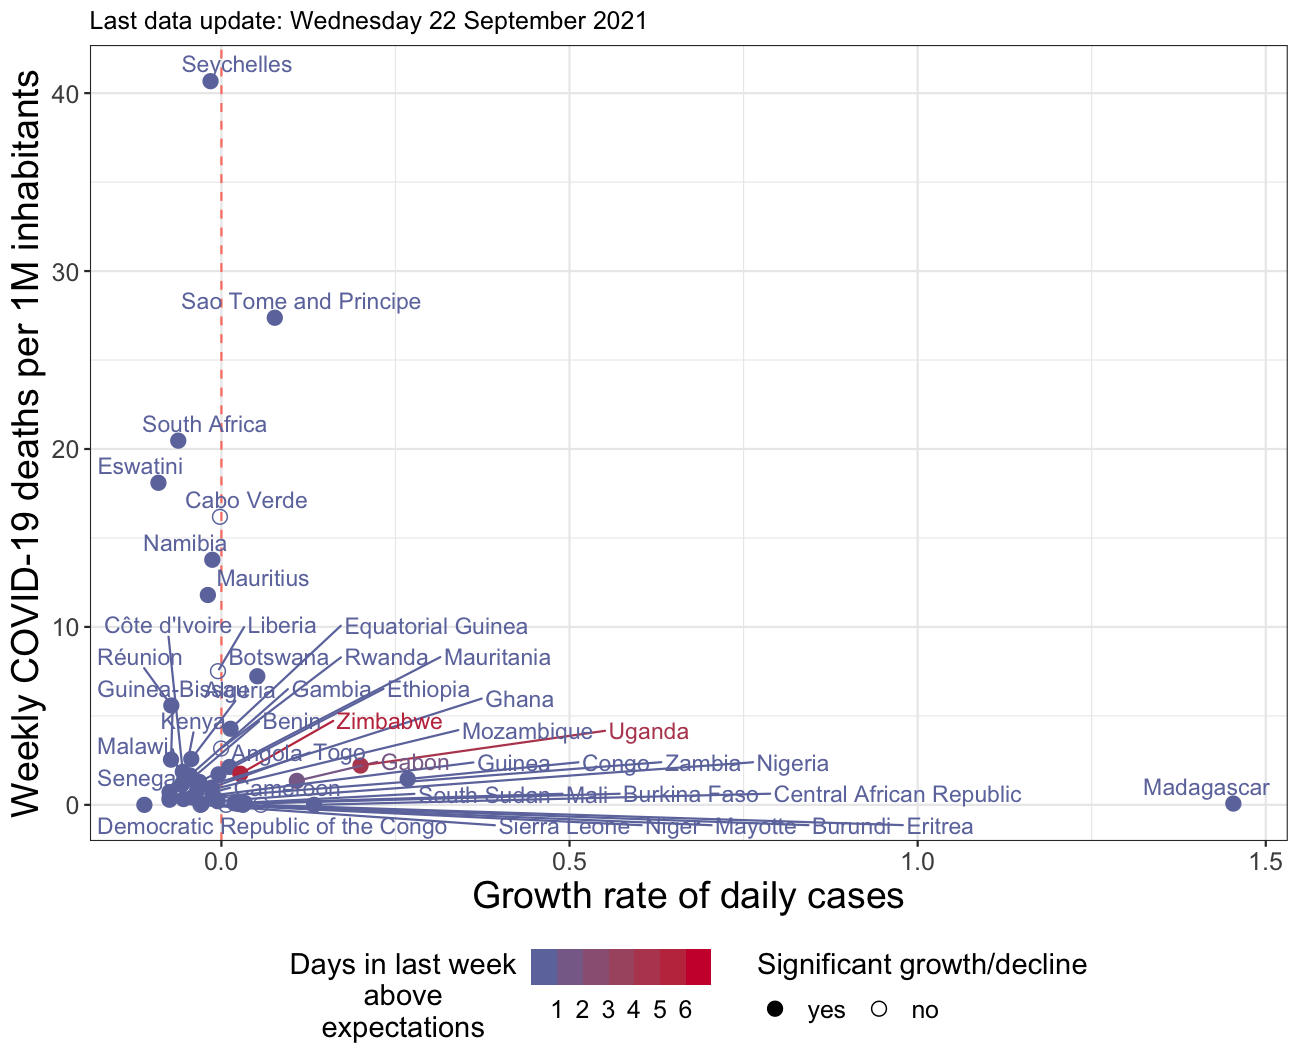 Last data update: Wednesday 22 September 2021
Weekly COVID-19 deaths per 1M inhabitants
40
30
20
10
0
Seychelles
Sao Tome and Principe
South Africa
Eswatini
Cabo Verde
Namibia
Mauritius
Côte d'Ivoire Liberia Equatorial Guinea
Réunion Botswana Rwanda Mauritania
Guinea-Bissau Algeria Gambia Ethiopia
Ghana
Kenya Benin Zimbabwe
Mozambique Uganda
Malawi Angola Togo
Gabon Guinea Congo Zambia Nigeria
Senegal
Cameroon
Madagascar
South Sudan Mali Burkina Faso Central African Republic
Democratic Republic of the Congo Sierra Leone Niger Mayotte Burundi Eritrea
0.0 0.5 1.0 1.5
Growth rate of daily cases
Days in last week
above
expectations
1 2 3 4 5 6
Significant growth/decline
yes no